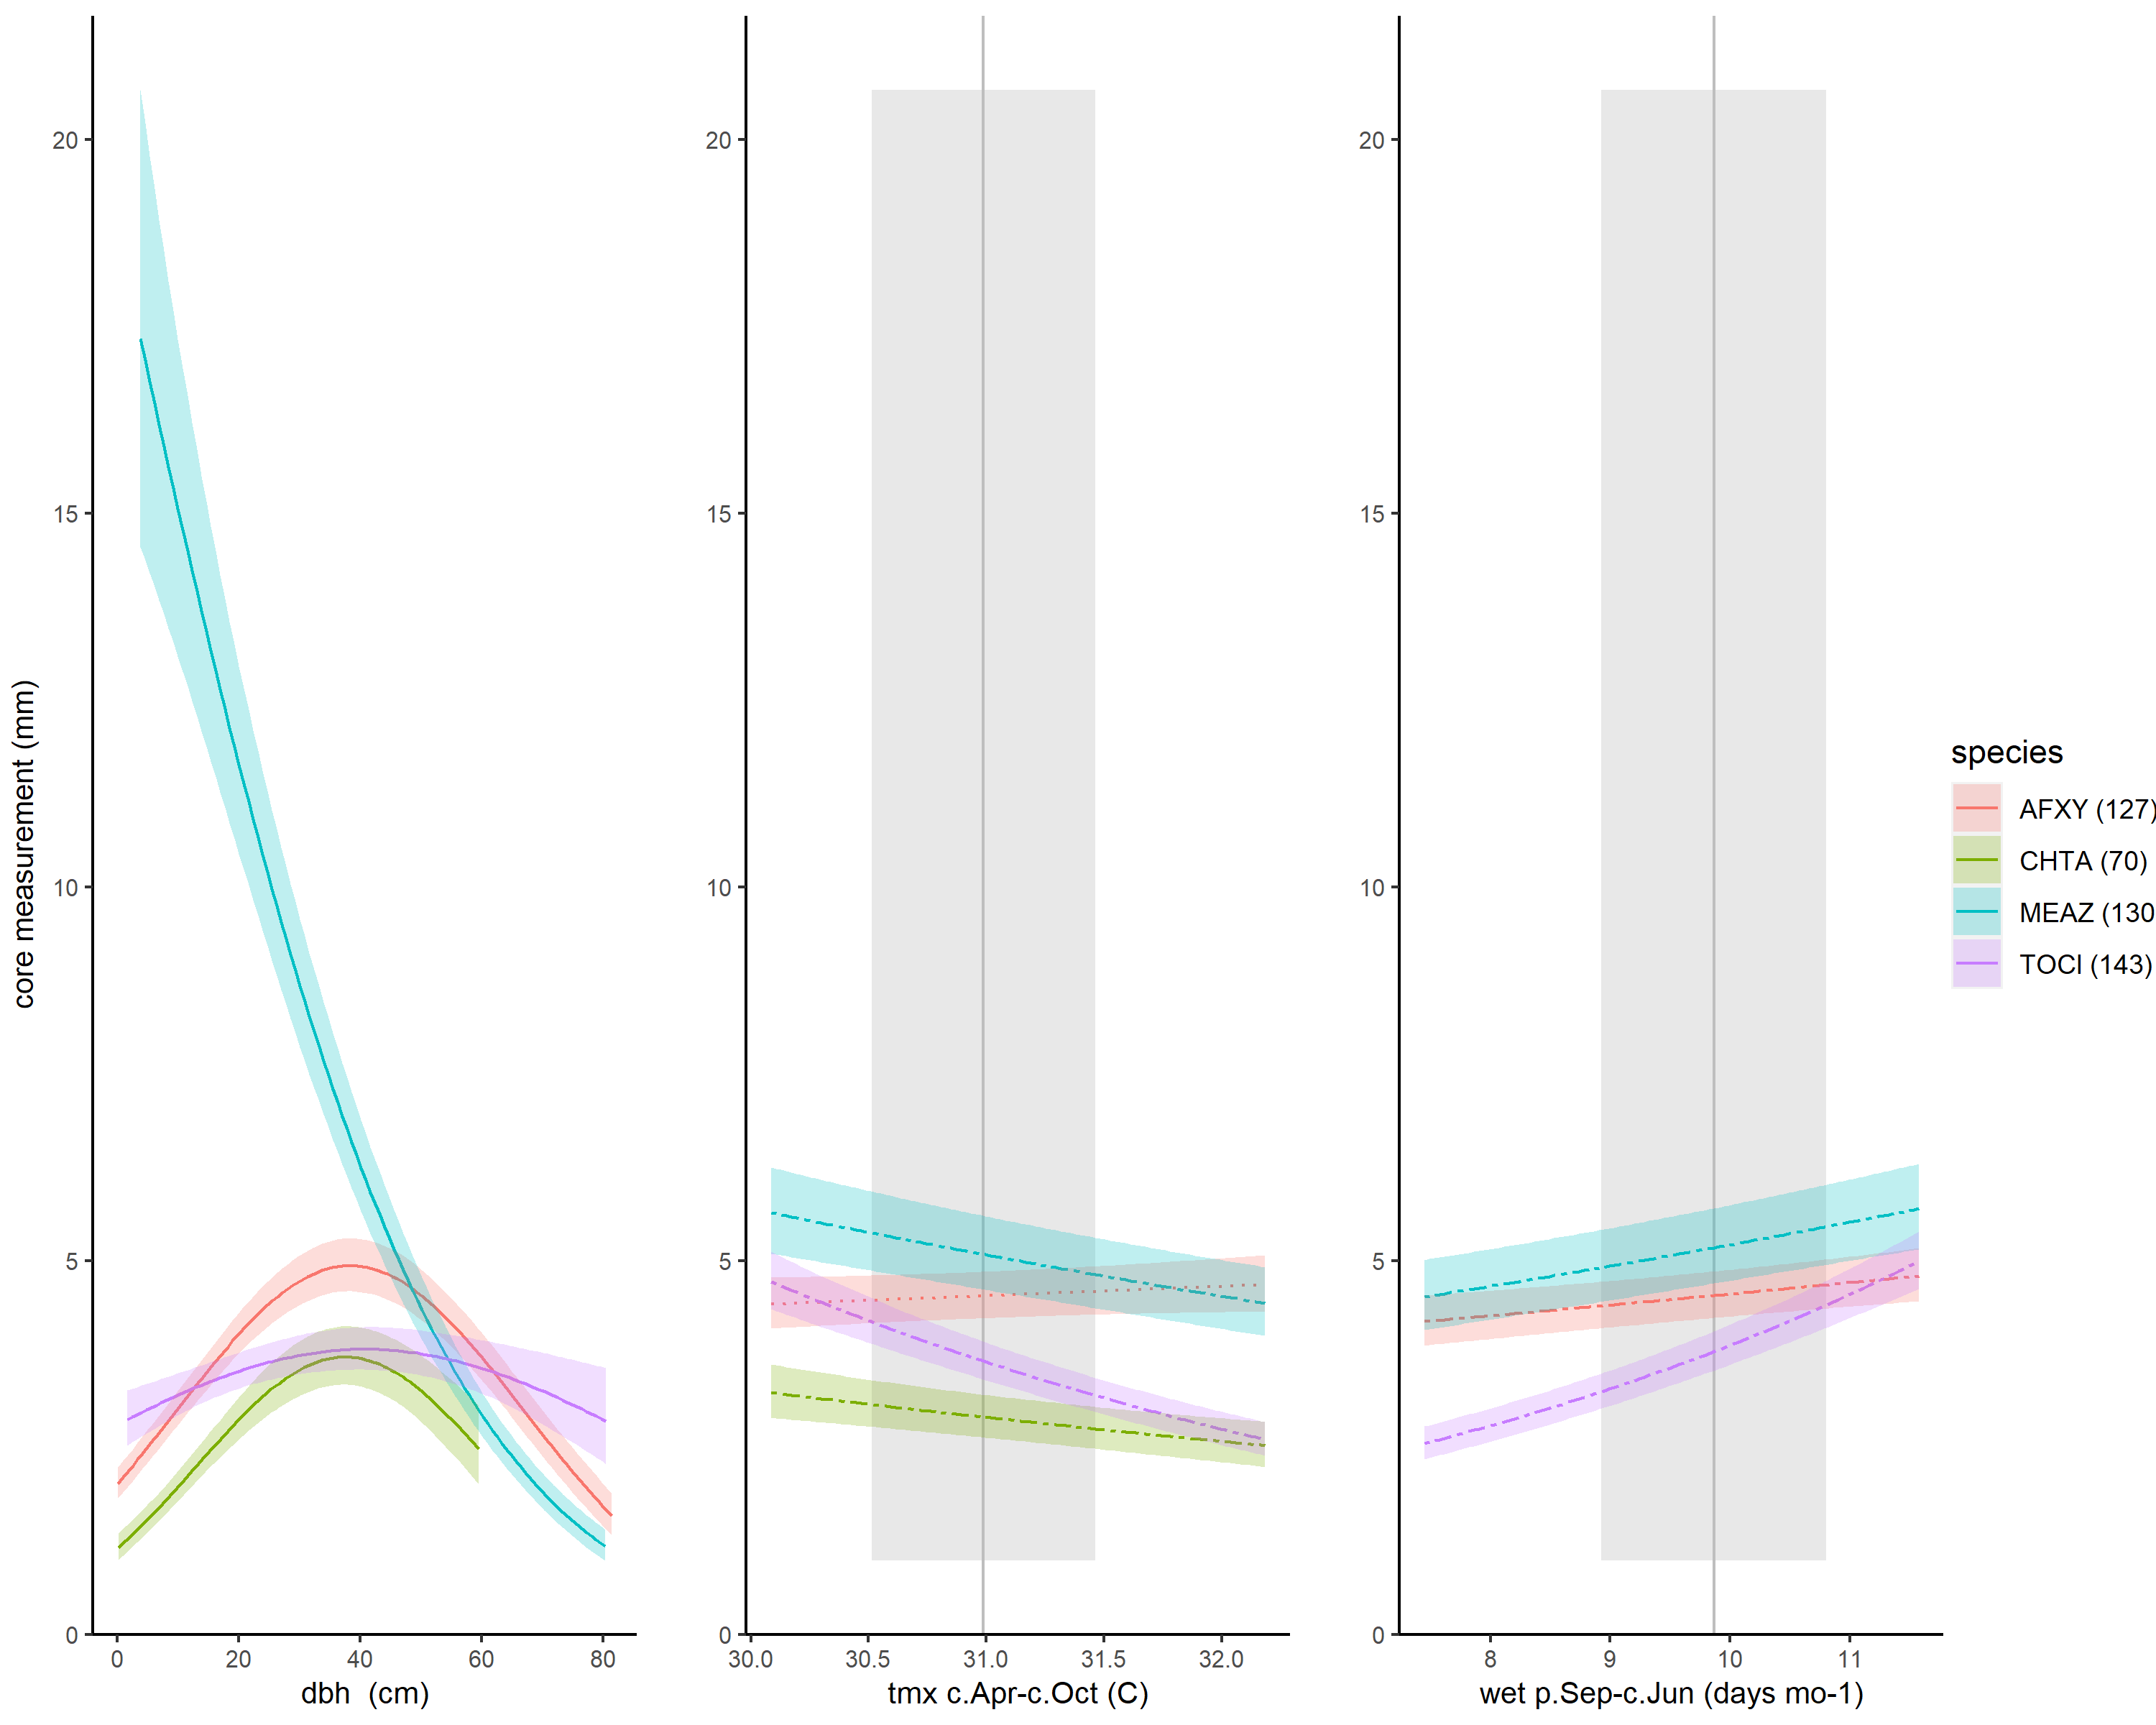 core measurement (mm)
20
15
10
5
0
0 20 40 60 80
dbh  (cm)
20
15
10
5
0
30.0 30.5 31.0 31.5 32.0
tmx c.Apr-c.Oct (C)
20
15
10
5
0
8 9 10 11
wet p.Sep-c.Jun (days mo-1)
species
AFXY (127)
CHTA (70)
MEAZ (130
TOCI (143)